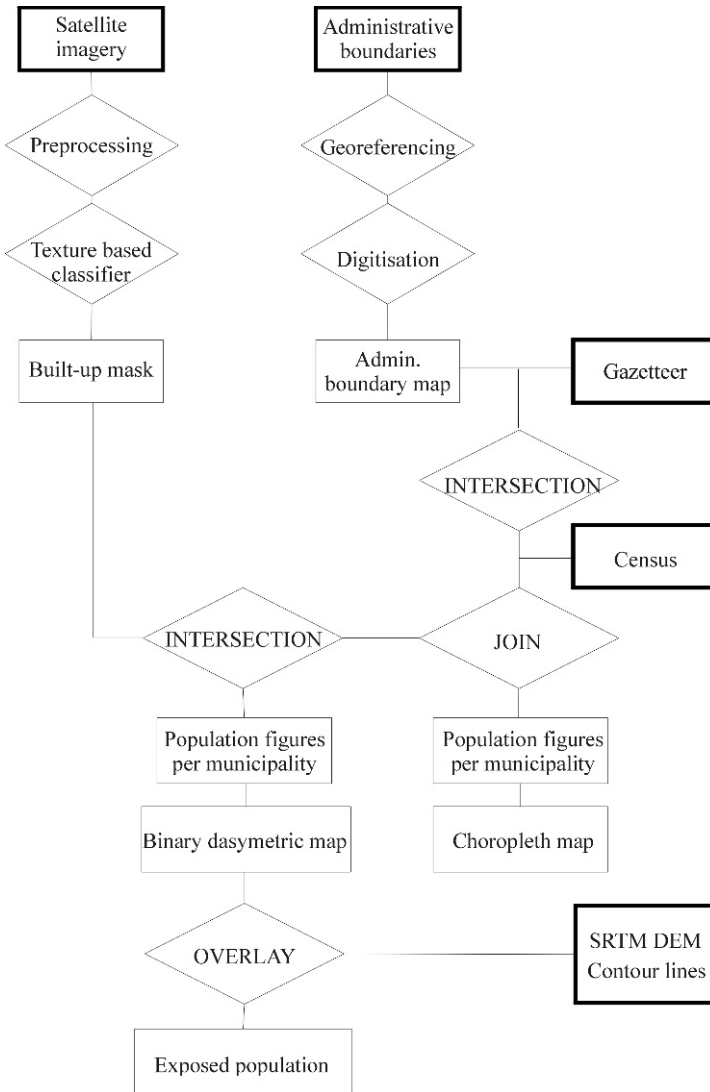 Satellite
imagery
Administrative
boundaries
Preprocessing
Georeferencing
Texture based
classifier
Digitisation
Built-up mask
Admin.
boundary map
Gazetteer
INTERSECTION
Census
INTERSECTION
JOIN
Population figures
per municipality
Population figures
per municipality
Binary dasymetric map
Choropleth map
OVERLAY
SRTM DEM
Contour lines
Exposed population